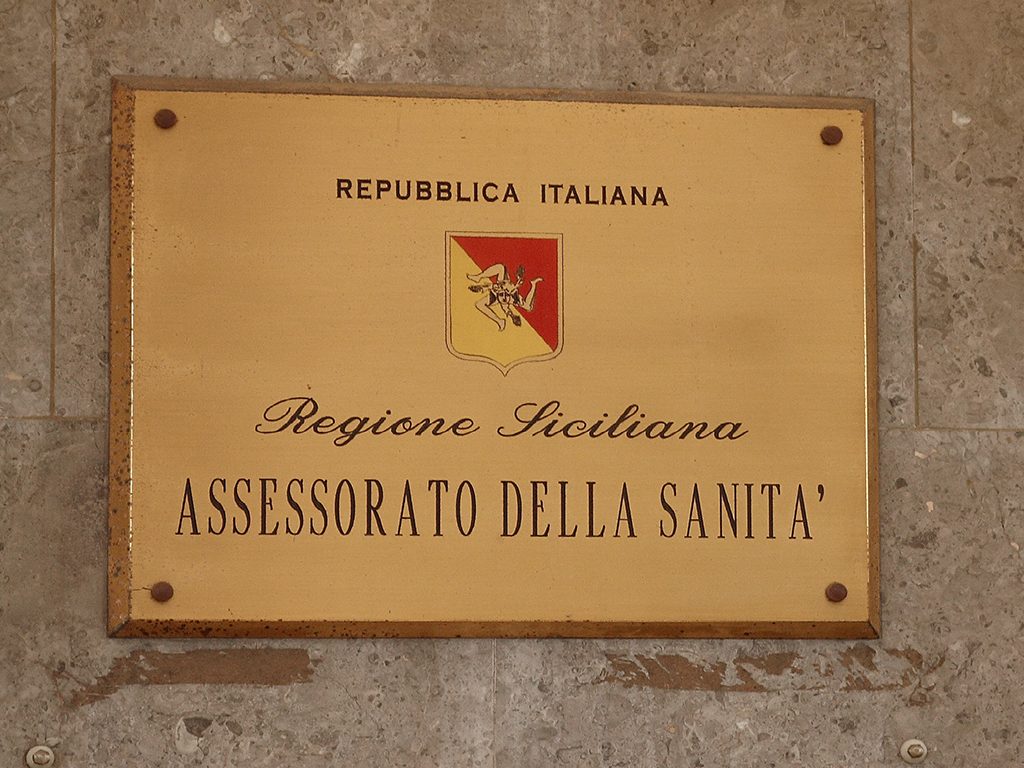 REPUBBLICA ITALIANA
Regione Siciliana
ASSESSORATO DELLA SANITA'